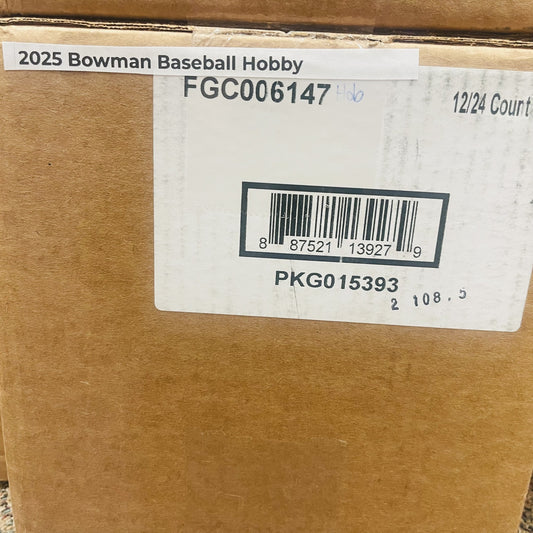 2025 Bowman Baseball Hobby
FGC006147 Hob
12/24 Count
8 87521 13927 9
PKG015393
2 108.5